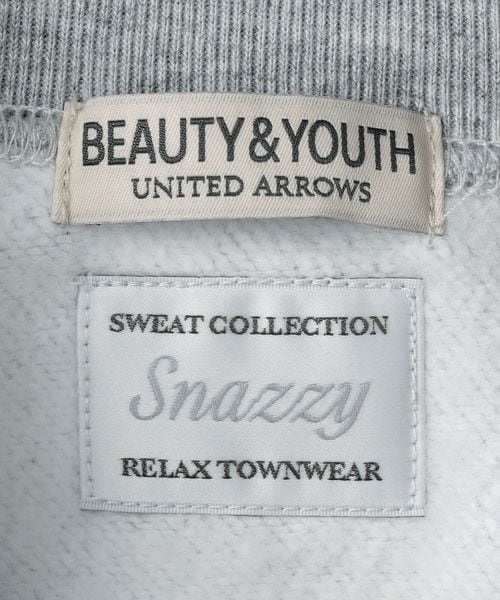 BEAUTY&YOUTH
UNITED ARROWS
SWEAT COLLECTION
Snazzy
RELAX TOWNWEAR